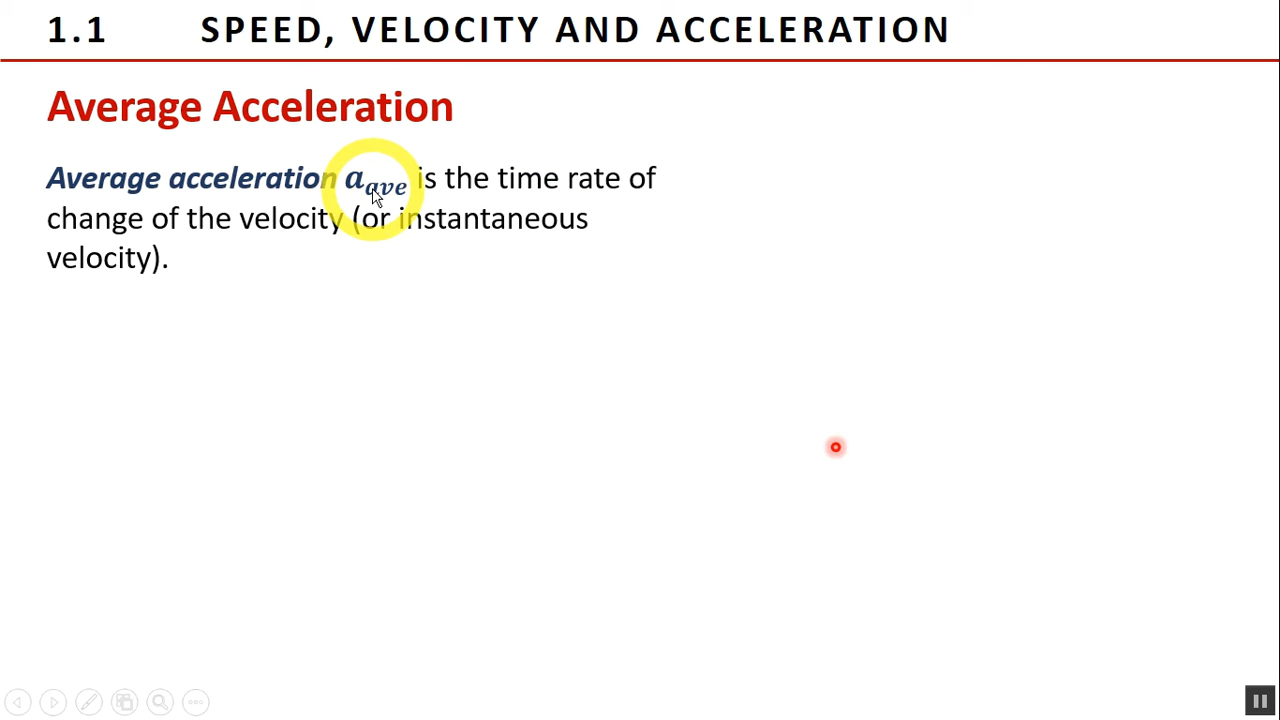 1.1 SPEED, VELOCITY AND ACCELERATION
Average Acceleration
Average acceleration a_ave is the time rate of
change of the velocity (or instantaneous
velocity).